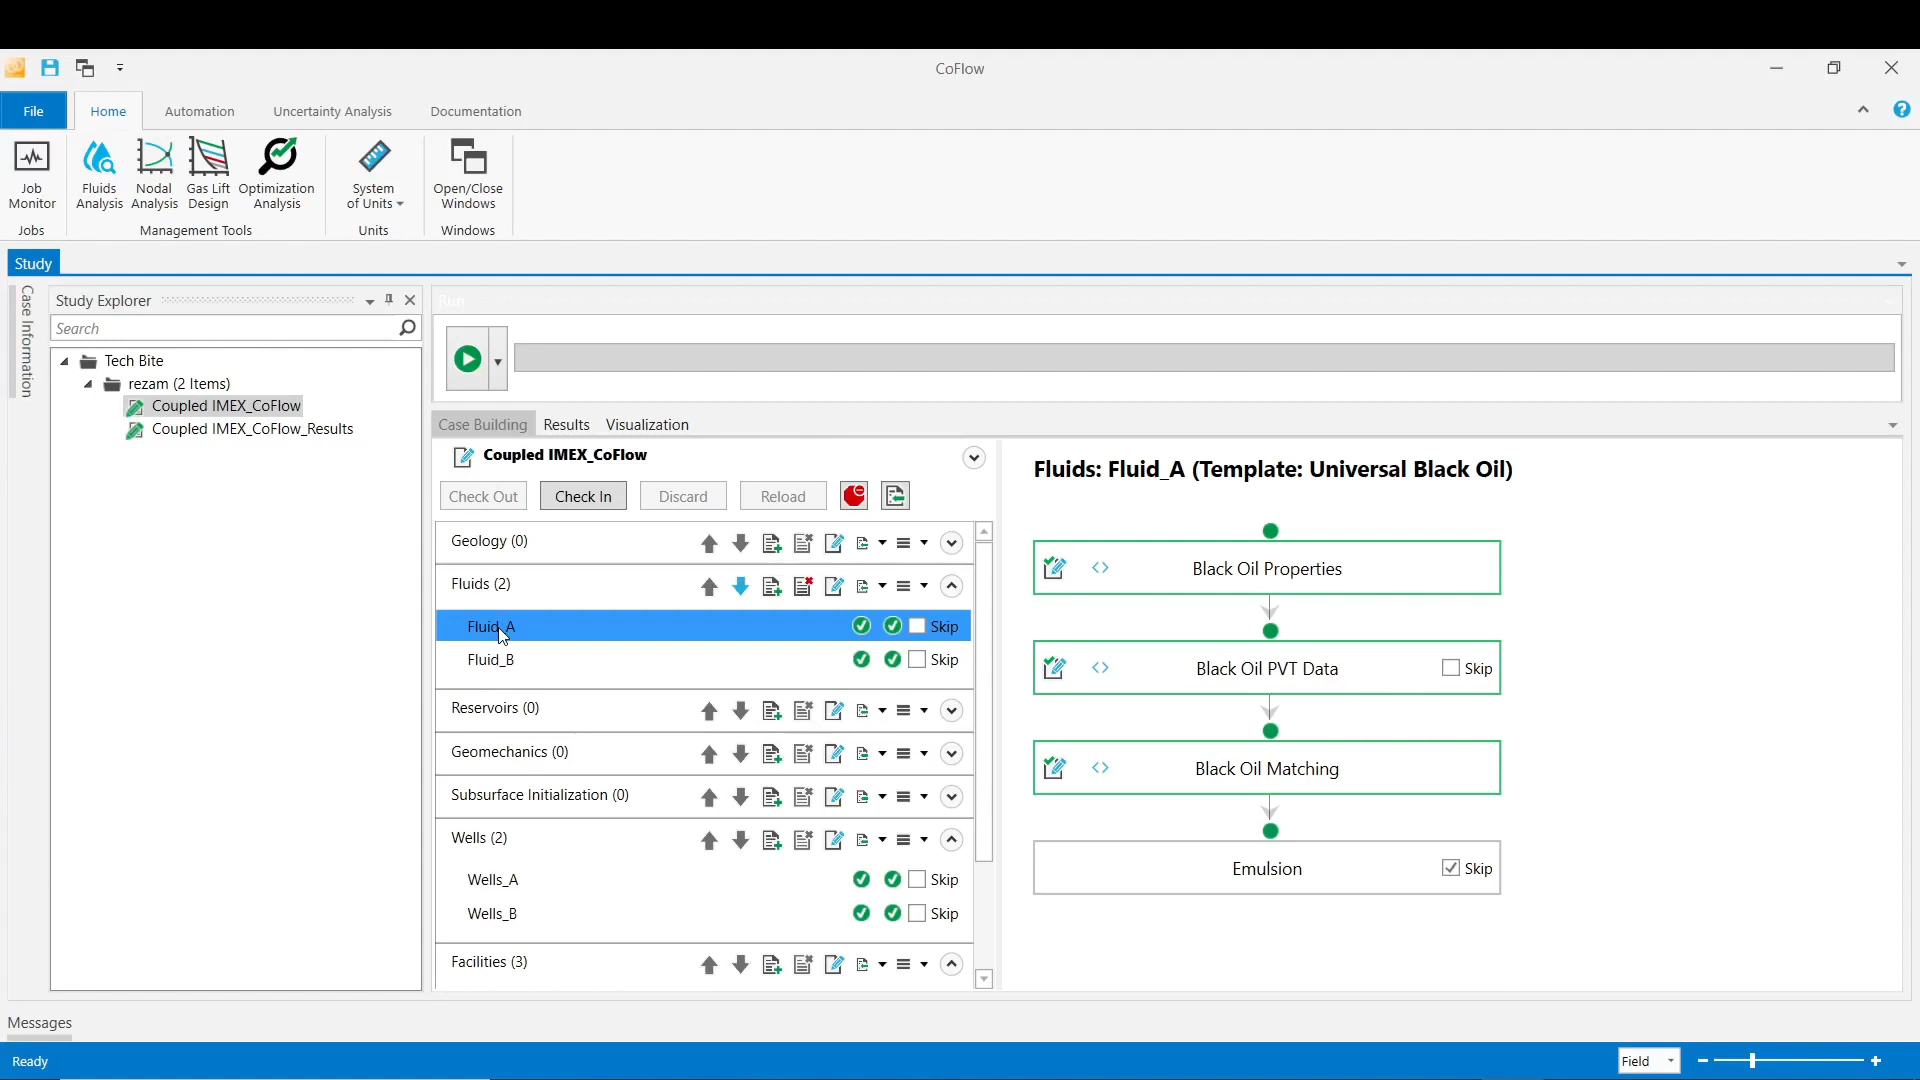 CoFlow
File
Home
Automation
Uncertainty Analysis
Documentation
Job
Monitor
Fluids
Analysis
Nodal
Analysis
Gas Lift
Design
Optimization
Analysis
System
of Units
Open/Close
Windows
Jobs
Management Tools
Units
Windows
Study
Case Information
Study Explorer
Search
Tech Bite
rezam (2 Items)
Coupled IMEX_CoFlow
Coupled IMEX_CoFlow_Results
Run
Case Building
Results
Visualization
Coupled IMEX_CoFlow
Check Out
Check In
Discard
Reload
Geology (0)
Fluids (2)
Fluid_A
Skip
Fluid_B
Skip
Reservoirs (0)
Geomechanics (0)
Subsurface Initialization (0)
Wells (2)
Wells_A
Skip
Wells_B
Skip
Facilities (3)
Fluids: Fluid_A (Template: Universal Black Oil)
Black Oil Properties
Black Oil PVT Data
Skip
Black Oil Matching
Emulsion
Skip
Messages
Ready
Field